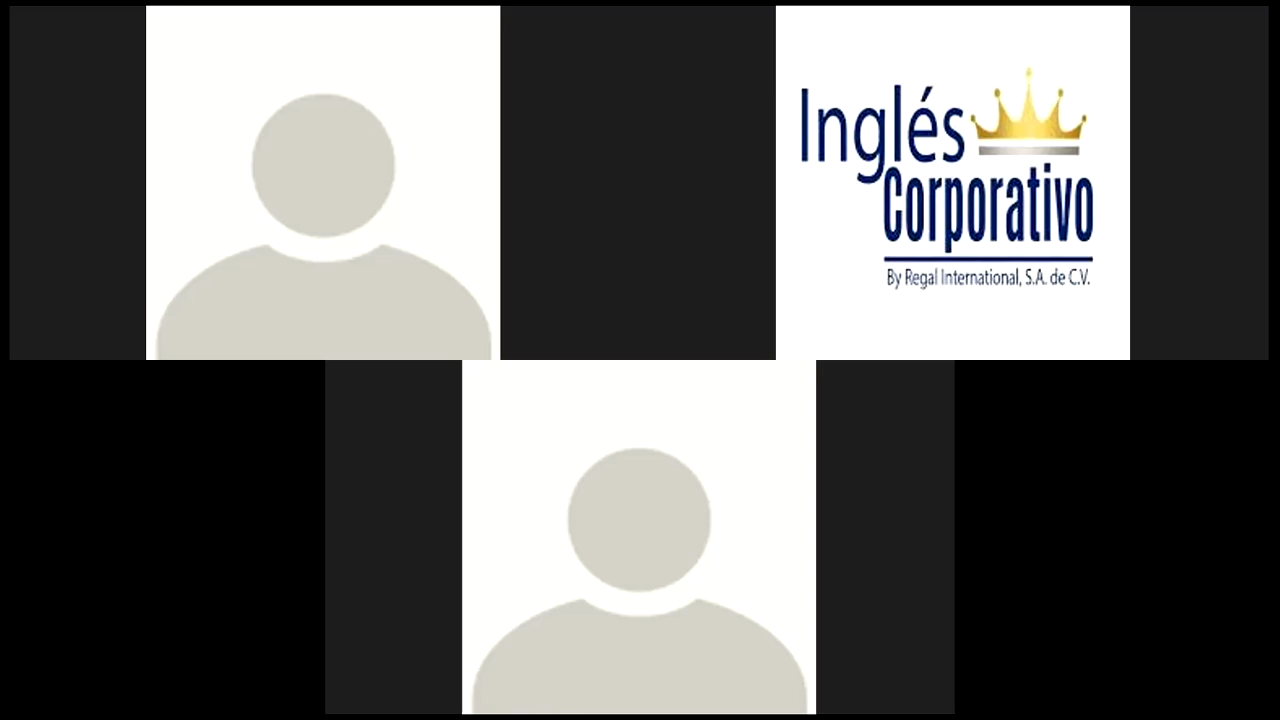 Inglés
Corporativo
By Regal International, S.A. de C.V.